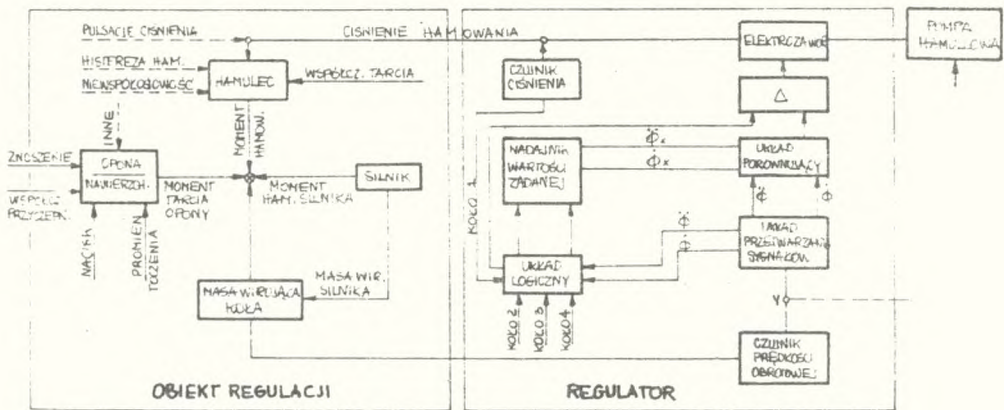 PULSACJE CIŚNIENIA
CIŚNIENIE HAMOWANIA
ELEKTROZAWÓR
POMPA
HAMULCOWA
HISTEREZA HAM.
NIEWSPÓŁOSIOWOŚĆ
HAMULEC
WSPÓŁCZ. TARCIA
CZUJNIK
CIŚNIENIA
Δ
INNE
MOMENT
HAMOW.
ZNOSZENIE
OPONA
NAWIERZCH.
WSPÓŁCZ
PRZYCZEPN.
MOMENT
TARCIA
OPONY
MOMENT
HAM. SILNIKA
SILNIK
NACISK
PROMIEŃ
TOCZENIA
KOŁO 1
NADAJNIK
WARTOŚCI
ZADANEJ
UKŁAD
PORÓWNUJĄCY
UKŁAD
PRZETWARZANIA
SYGNAŁÓW
MASA WIR.
SILNIKA
MASA WIRUJĄCA
KOŁA
UKŁAD
LOGICZNY
KOŁO 2
KOŁO 3
KOŁO 4
V
CZUJNIK
PRĘDKOŚCI
OBROTOWEJ
OBIEKT REGULACJI
REGULATOR